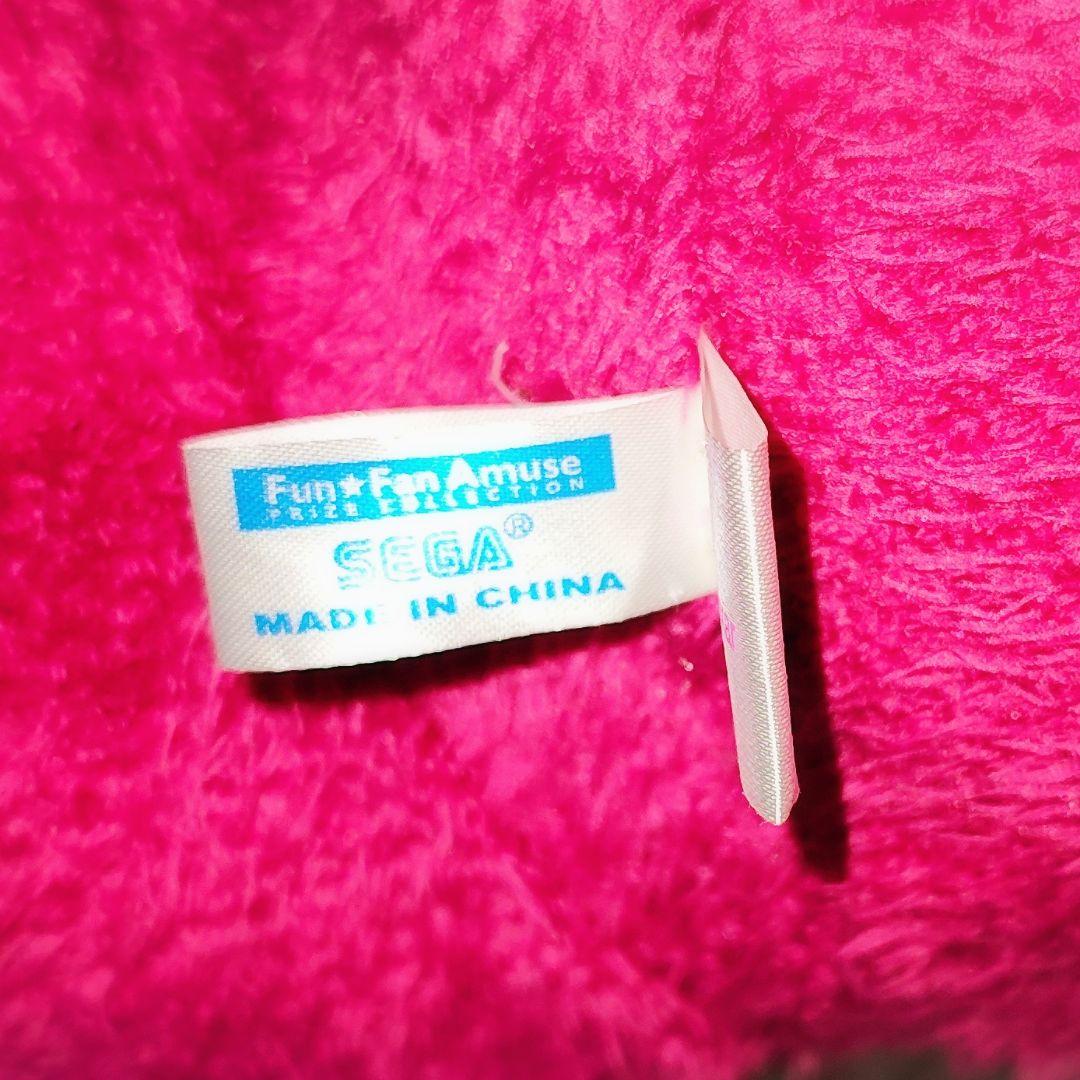 Fun★Fan Amuse
PRIZE COLLECTION
SEGA®
MADE IN CHINA